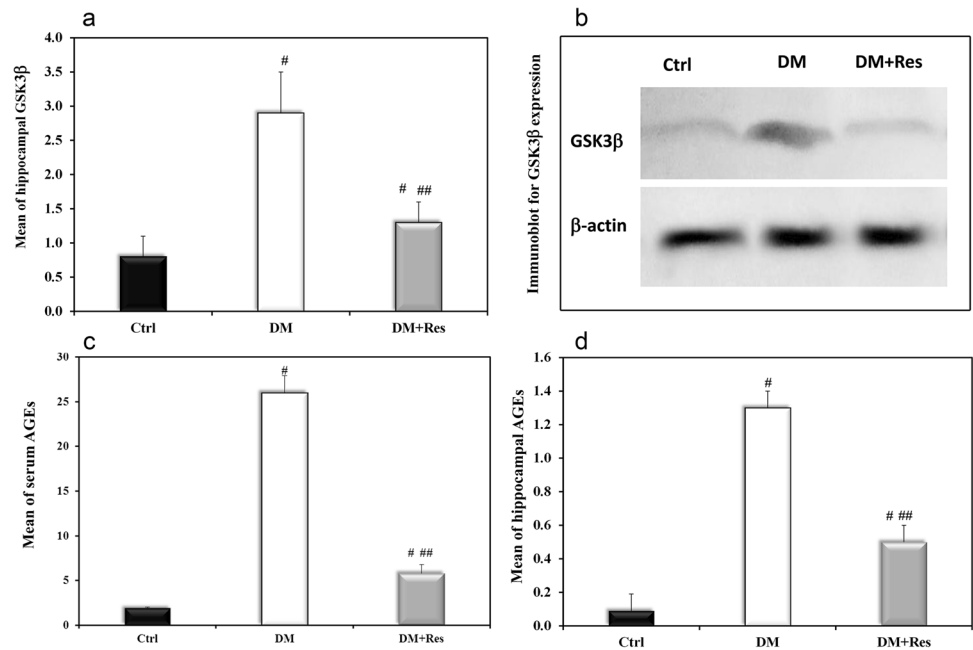 a
Mean of hippocampal GSK3β
4.0
3.5
3.0
2.5
2.0
1.5
1.0
0.5
0.0
#
# ##
Ctrl DM DM+Res
b
Immunoblot for GSK3β expression
Ctrl DM DM+Res
GSK3β
β-actin
c
Mean of serum AGEs
30
25
20
15
10
5
0
#
# ##
Ctrl DM DM+Res
d
Mean of hippocampal AGEs
1.6
1.4
1.2
1.0
0.8
0.6
0.4
0.2
0.0
#
# ##
Ctrl DM DM+Res